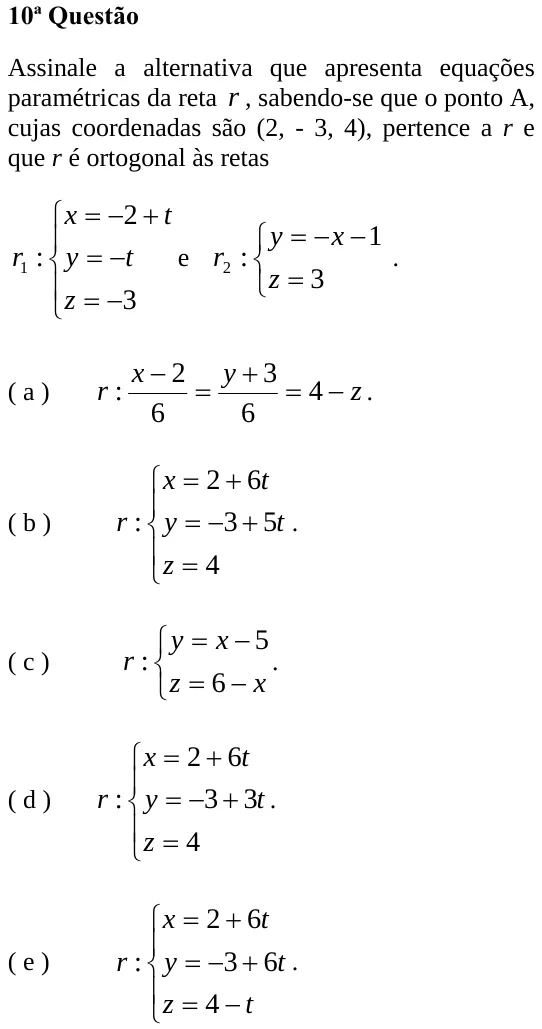 10ª Questão
Assinale a alternativa que apresenta equações
paramétricas da reta r , sabendo-se que o ponto A,
cujas coordenadas são (2, - 3, 4), pertence a r e
que r é ortogonal às retas
r₁ : { x = −2 + t ; y = −t ; z = −3 e r₂ : { y = −x − 1 ; z = 3 .
( a ) r : (x − 2)/6 = (y + 3)/6 = 4 − z .
( b ) r : { x = 2 + 6t ; y = −3 + 5t ; z = 4 .
( c ) r : { y = x − 5 ; z = 6 − x .
( d ) r : { x = 2 + 6t ; y = −3 + 3t ; z = 4 .
( e ) r : { x = 2 + 6t ; y = −3 + 6t ; z = 4 − t .